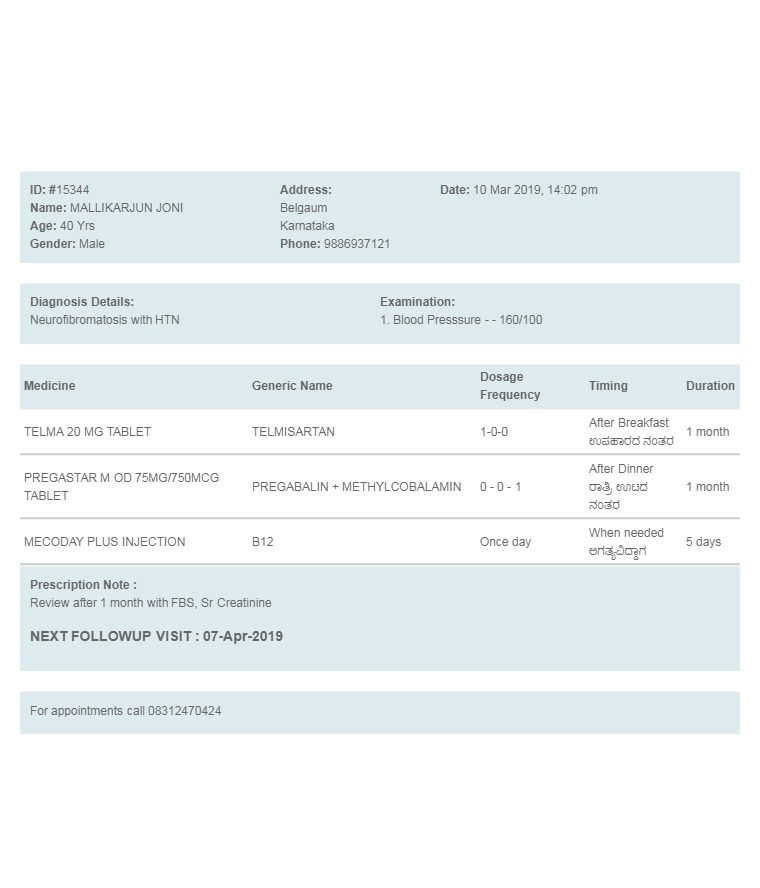 ID: #15344
Name: MALLIKARJUN JONI
Age: 40 Yrs
Gender: Male
Address:
Belgaum
Karnataka
Phone: 9886937121
Date: 10 Mar 2019, 14:02 pm
Diagnosis Details:
Neurofibromatosis with HTN
Examination:
1. Blood Presssure - - 160/100
Medicine Generic Name Dosage Frequency Timing Duration
TELMA 20 MG TABLET TELMISARTAN 1-0-0 After Breakfast 1 month
ಉಪಹಾರದ ನಂತರ
PREGASTAR M OD 75MG/750MCG TABLET PREGABALIN + METHYLCOBALAMIN 0 - 0 - 1 After Dinner 1 month
ರಾತ್ರಿ ಊಟದ
ನಂತರ
MECODAY PLUS INJECTION B12 Once day When needed 5 days
ಅಗತ್ಯವಿದ್ದಾಗ
Prescription Note :
Review after 1 month with FBS, Sr Creatinine
NEXT FOLLOWUP VISIT : 07-Apr-2019
For appointments call 08312470424